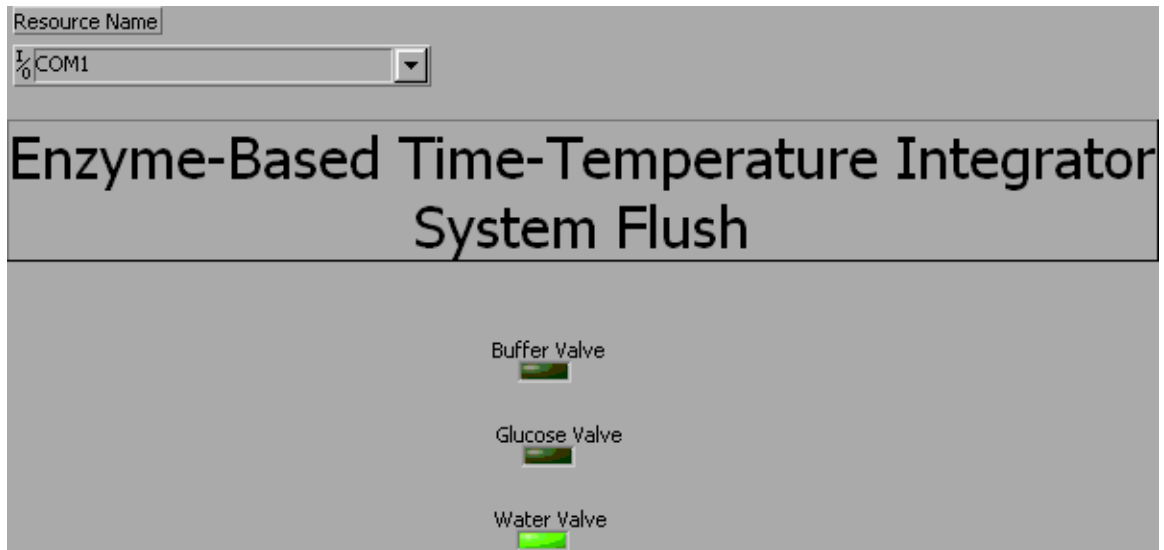 Resource Name
I/O COM1
Enzyme-Based Time-Temperature Integrator
System Flush
Buffer Valve
Glucose Valve
Water Valve